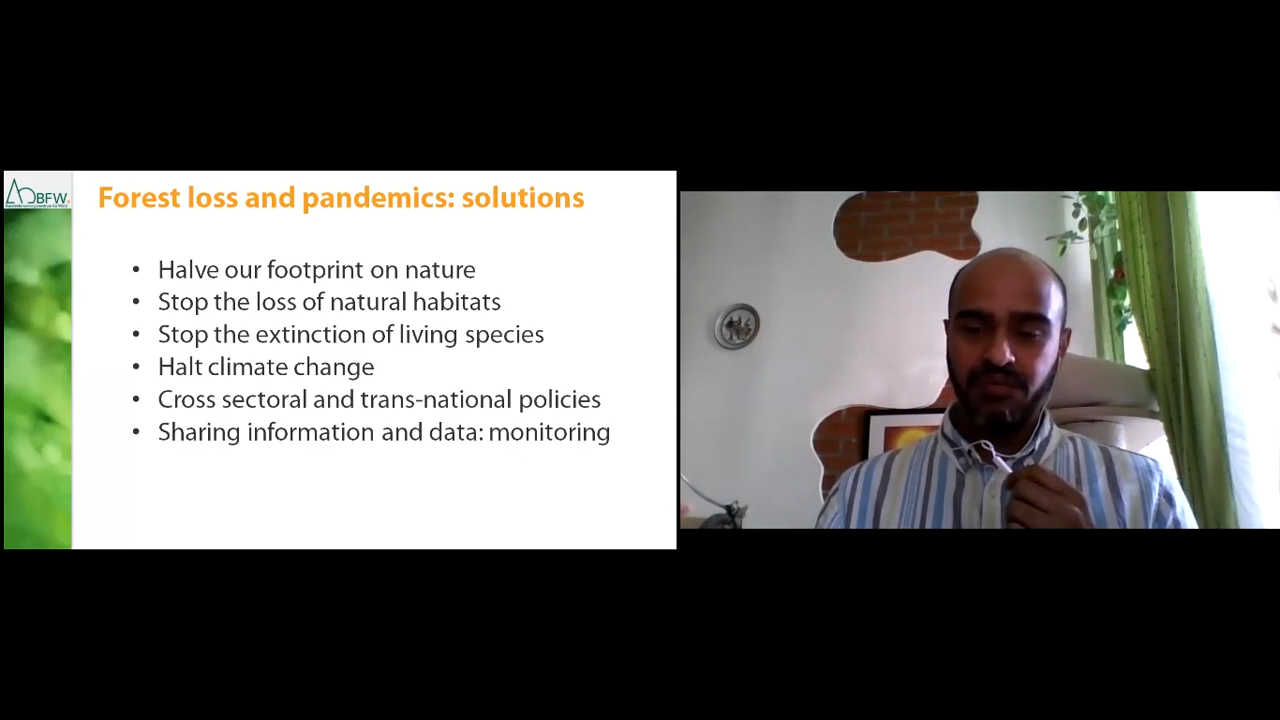 BFW
Forest loss and pandemics: solutions
• Halve our footprint on nature
• Stop the loss of natural habitats
• Stop the extinction of living species
• Halt climate change
• Cross sectoral and trans-national policies
• Sharing information and data: monitoring